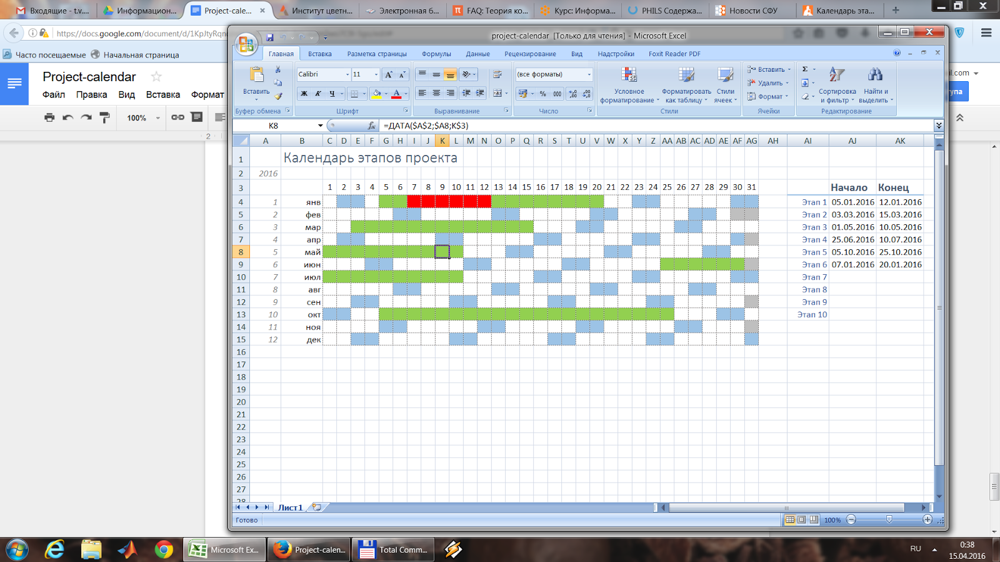 Входящие - t.v....
Информацион...
Project-cale...
Институт цветн...
Электронная б...
FAQ: Теория ко...
Курс: Информа...
PHILS Содержа...
Новости СФУ
Календарь эта...
https://docs.google.com/document/d/1KpJtyRqn
Часто посещаемые
Начальная страница
Project-calendar
Файл Правка Вид Вставка Формат
100%
2
project-calendar [Только для чтения] - Microsoft Excel
Главная Вставка Разметка страницы Формулы Данные Рецензирование Вид Надстройки Foxit Reader PDF
Вставить
Буфер обмена
Calibri 11
Ж К Ч
Шрифт
Выравнивание
(все форматы)
% 000
Число
Условное форматирование
Форматировать как таблицу
Стили ячеек
Стили
Вставить
Удалить
Формат
Ячейки
Сортировка и фильтр
Найти и выделить
Редактирование
K8 =ДАТА($A$2;$A8;K$3)
A B C D E F G H I J K L M N O P Q R S T U V W X Y Z AA AB AC AD AE AF AG AH AI AJ AK
1 Календарь этапов проекта
2 2016
3 1 2 3 4 5 6 7 8 9 10 11 12 13 14 15 16 17 18 19 20 21 22 23 24 25 26 27 28 29 30 31 Начало Конец
4 1 янв Этап 1 05.01.2016 12.01.2016
5 2 фев Этап 2 03.03.2016 15.03.2016
6 3 мар Этап 3 01.05.2016 10.05.2016
7 4 апр Этап 4 25.06.2016 10.07.2016
8 5 май Этап 5 05.10.2016 25.10.2016
9 6 июн Этап 6 07.01.2016 20.01.2016
10 7 июл Этап 7
11 8 авг Этап 8
12 9 сен Этап 9
13 10 окт Этап 10
14 11 ноя
15 12 дек
16
17
18
19
20
21
22
23
24
25
26
27
28
Лист1
Готово
100%
Microsoft Ex...
Project-calen...
Total Comm...
RU
0:38
15.04.2016